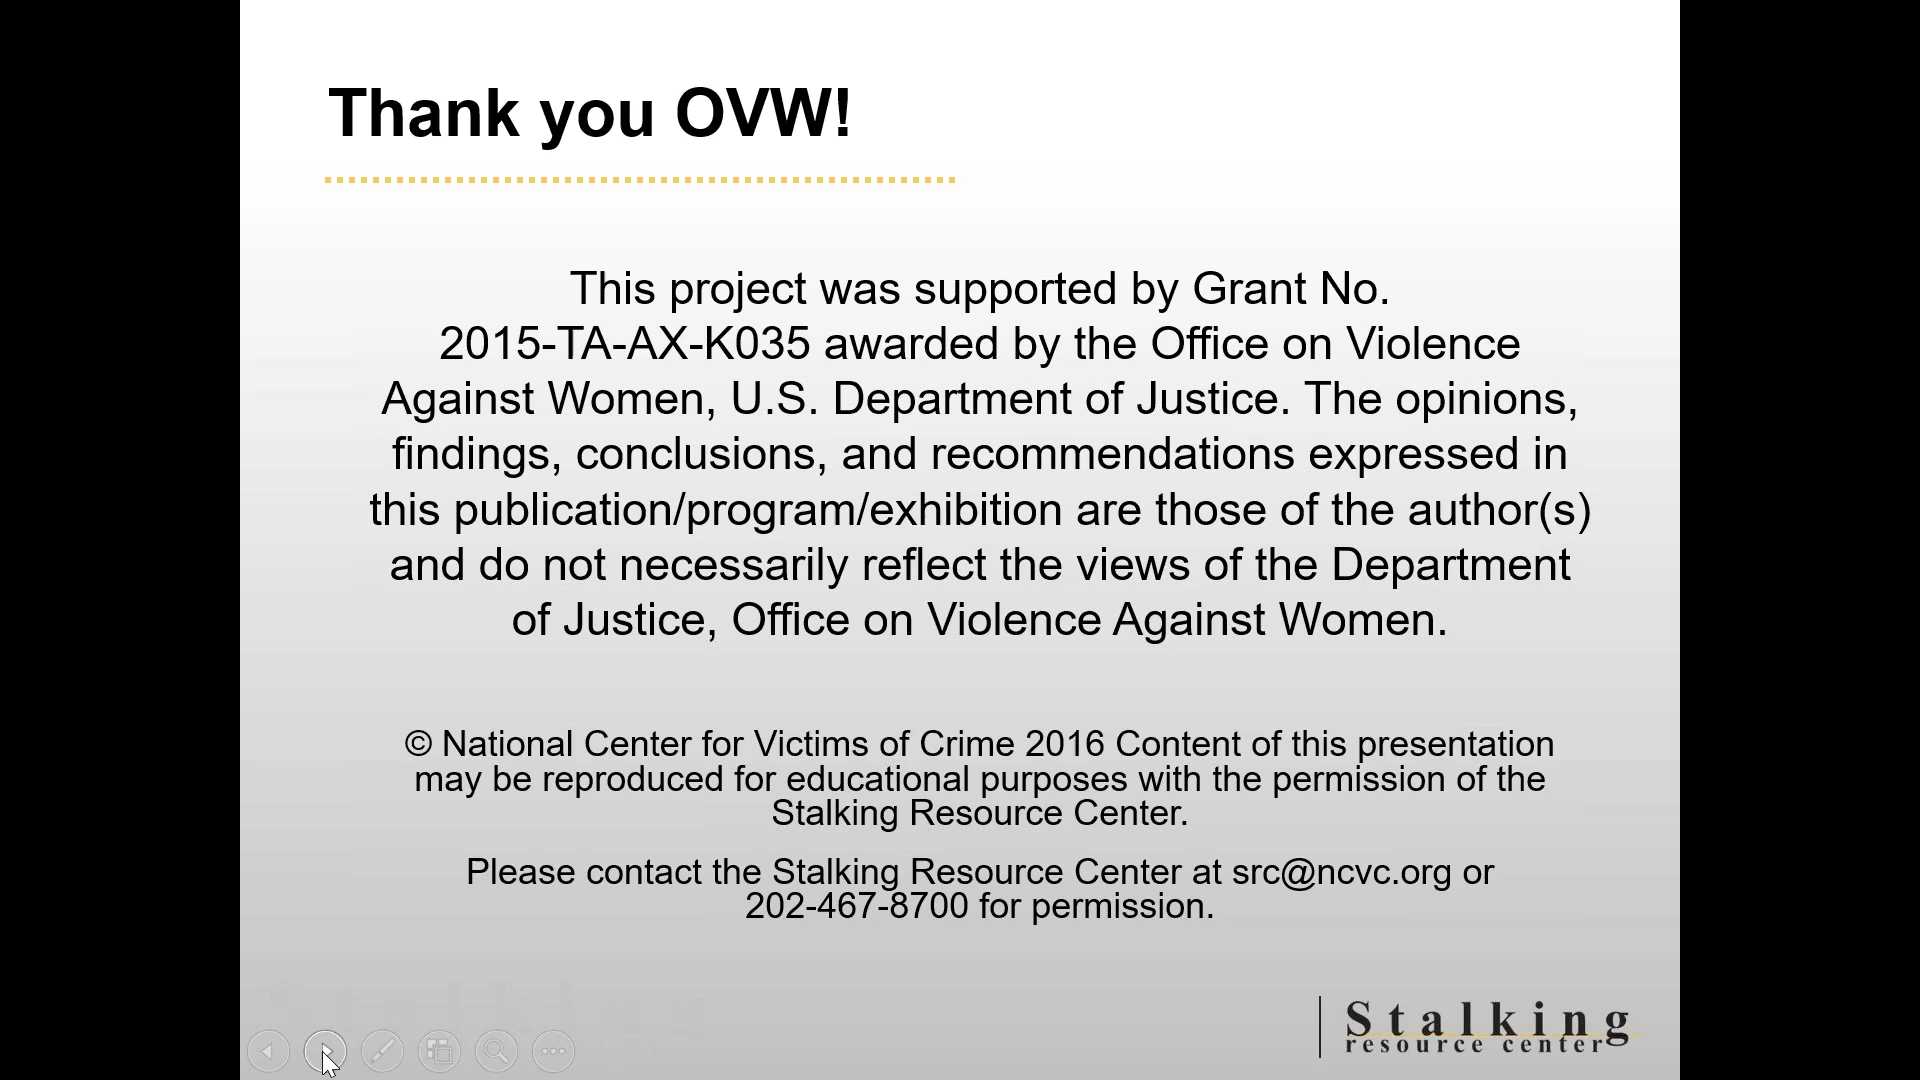 Thank you OVW!
This project was supported by Grant No.
2015-TA-AX-K035 awarded by the Office on Violence
Against Women, U.S. Department of Justice. The opinions,
findings, conclusions, and recommendations expressed in
this publication/program/exhibition are those of the author(s)
and do not necessarily reflect the views of the Department
of Justice, Office on Violence Against Women.
© National Center for Victims of Crime 2016 Content of this presentation
may be reproduced for educational purposes with the permission of the
Stalking Resource Center.
Please contact the Stalking Resource Center at src@ncvc.org or
202-467-8700 for permission.
Stalking
resource center